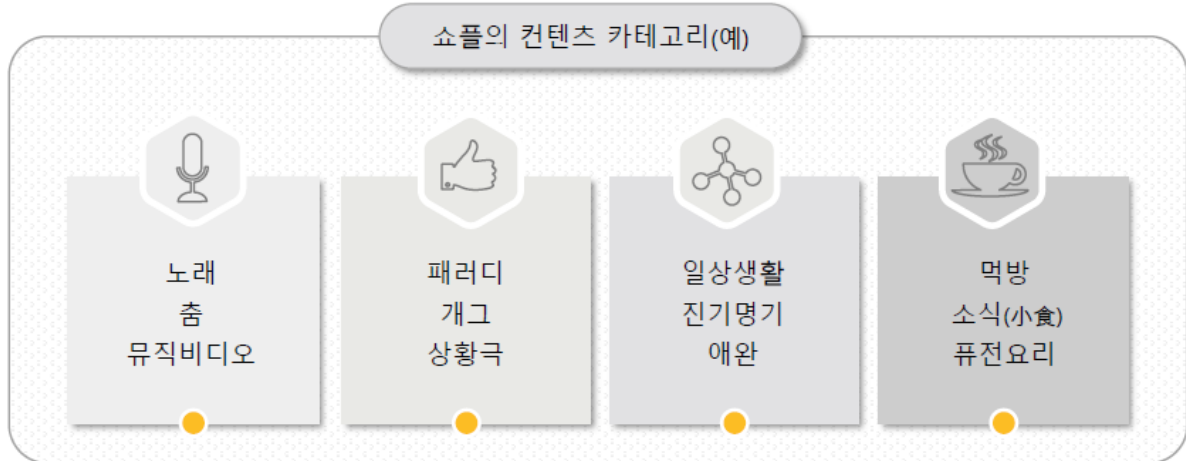 쇼플의 컨텐츠 카테고리(예)
노래
춤
뮤직비디오
패러디
개그
상황극
일상생활
진기명기
애완
먹방
소식(小食)
퓨전요리